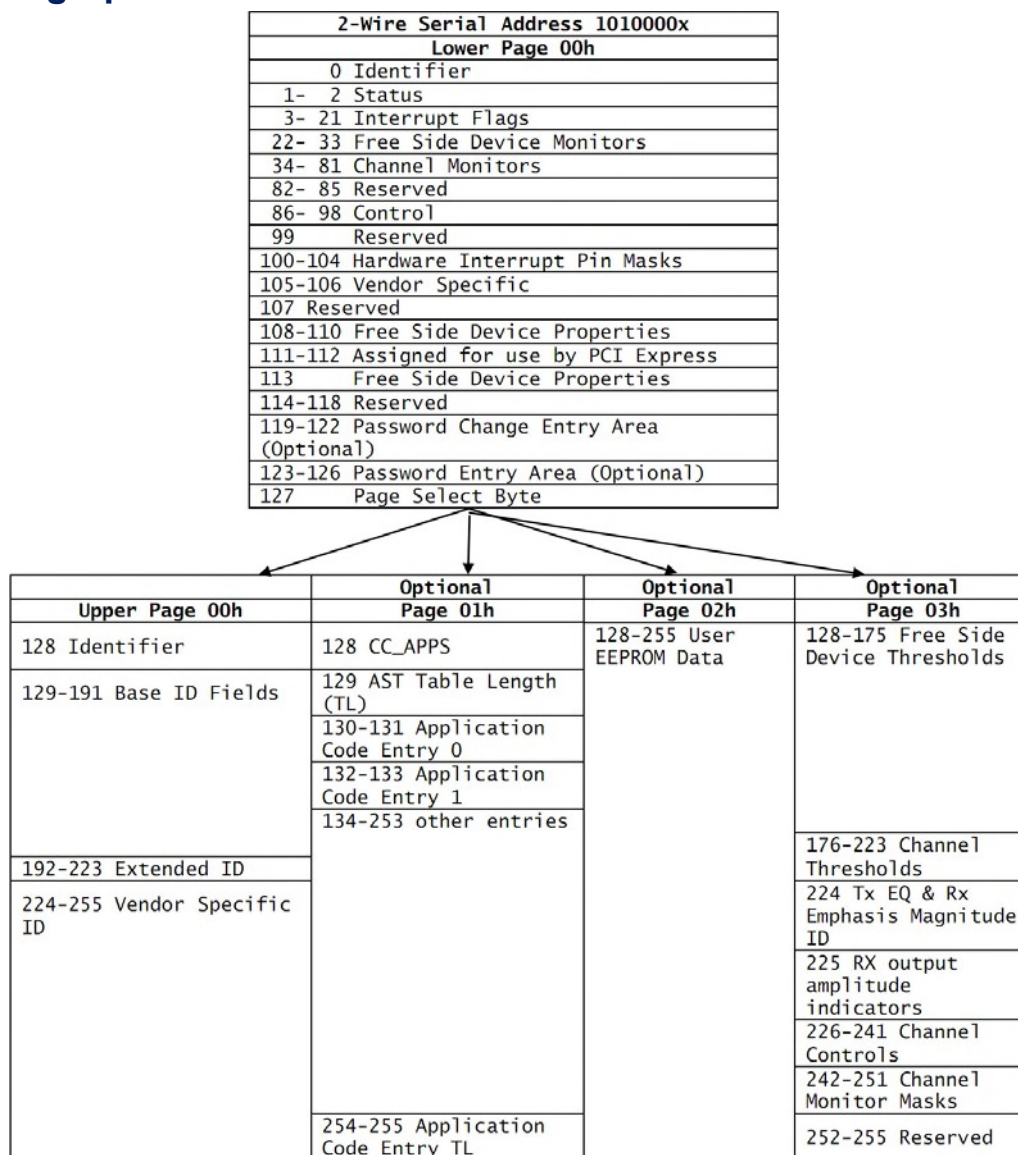 2-Wire Serial Address 1010000x
Lower Page 00h
0 Identifier
1- 2 Status
3- 21 Interrupt Flags
22- 33 Free Side Device Monitors
34- 81 Channel Monitors
82- 85 Reserved
86- 98 Control
99 Reserved
100-104 Hardware Interrupt Pin Masks
105-106 Vendor Specific
107 Reserved
108-110 Free Side Device Properties
111-112 Assigned for use by PCI Express
113 Free Side Device Properties
114-118 Reserved
119-122 Password Change Entry Area
(Optional)
123-126 Password Entry Area (Optional)
127 Page Select Byte
Upper Page 00h
128 Identifier
129-191 Base ID Fields
192-223 Extended ID
224-255 Vendor Specific
ID
Optional
Page 01h
128 CC_APPS
129 AST Table Length
(TL)
130-131 Application
Code Entry 0
132-133 Application
Code Entry 1
134-253 other entries
254-255 Application
Code Entry TL
Optional
Page 02h
128-255 User
EEPROM Data
Optional
Page 03h
128-175 Free Side
Device Thresholds
176-223 Channel
Thresholds
224 Tx EQ & Rx
Emphasis Magnitude
ID
225 RX output
amplitude
indicators
226-241 Channel
Controls
242-251 Channel
Monitor Masks
252-255 Reserved